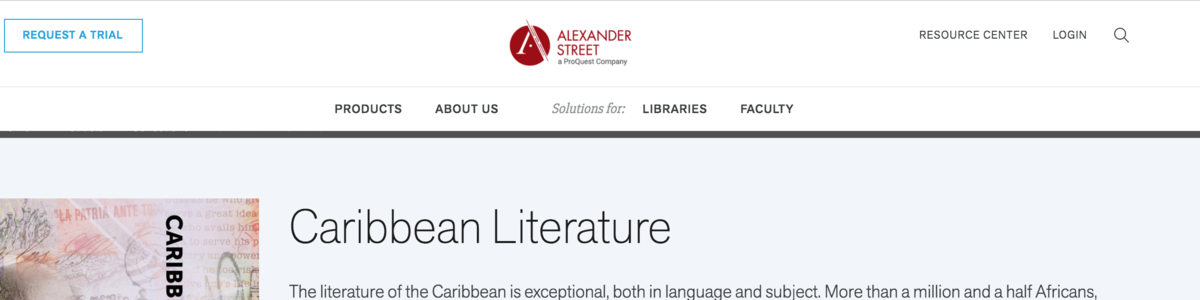 REQUEST A TRIAL
ALEXANDER
STREET
a ProQuest Company
RESOURCE CENTER LOGIN
PRODUCTS ABOUT US Solutions for: LIBRARIES FACULTY
LA PATRIA ANTE
a great idea
CARIBB
Caribbean Literature
The literature of the Caribbean is exceptional, both in language and subject. More than a million and a half Africans,